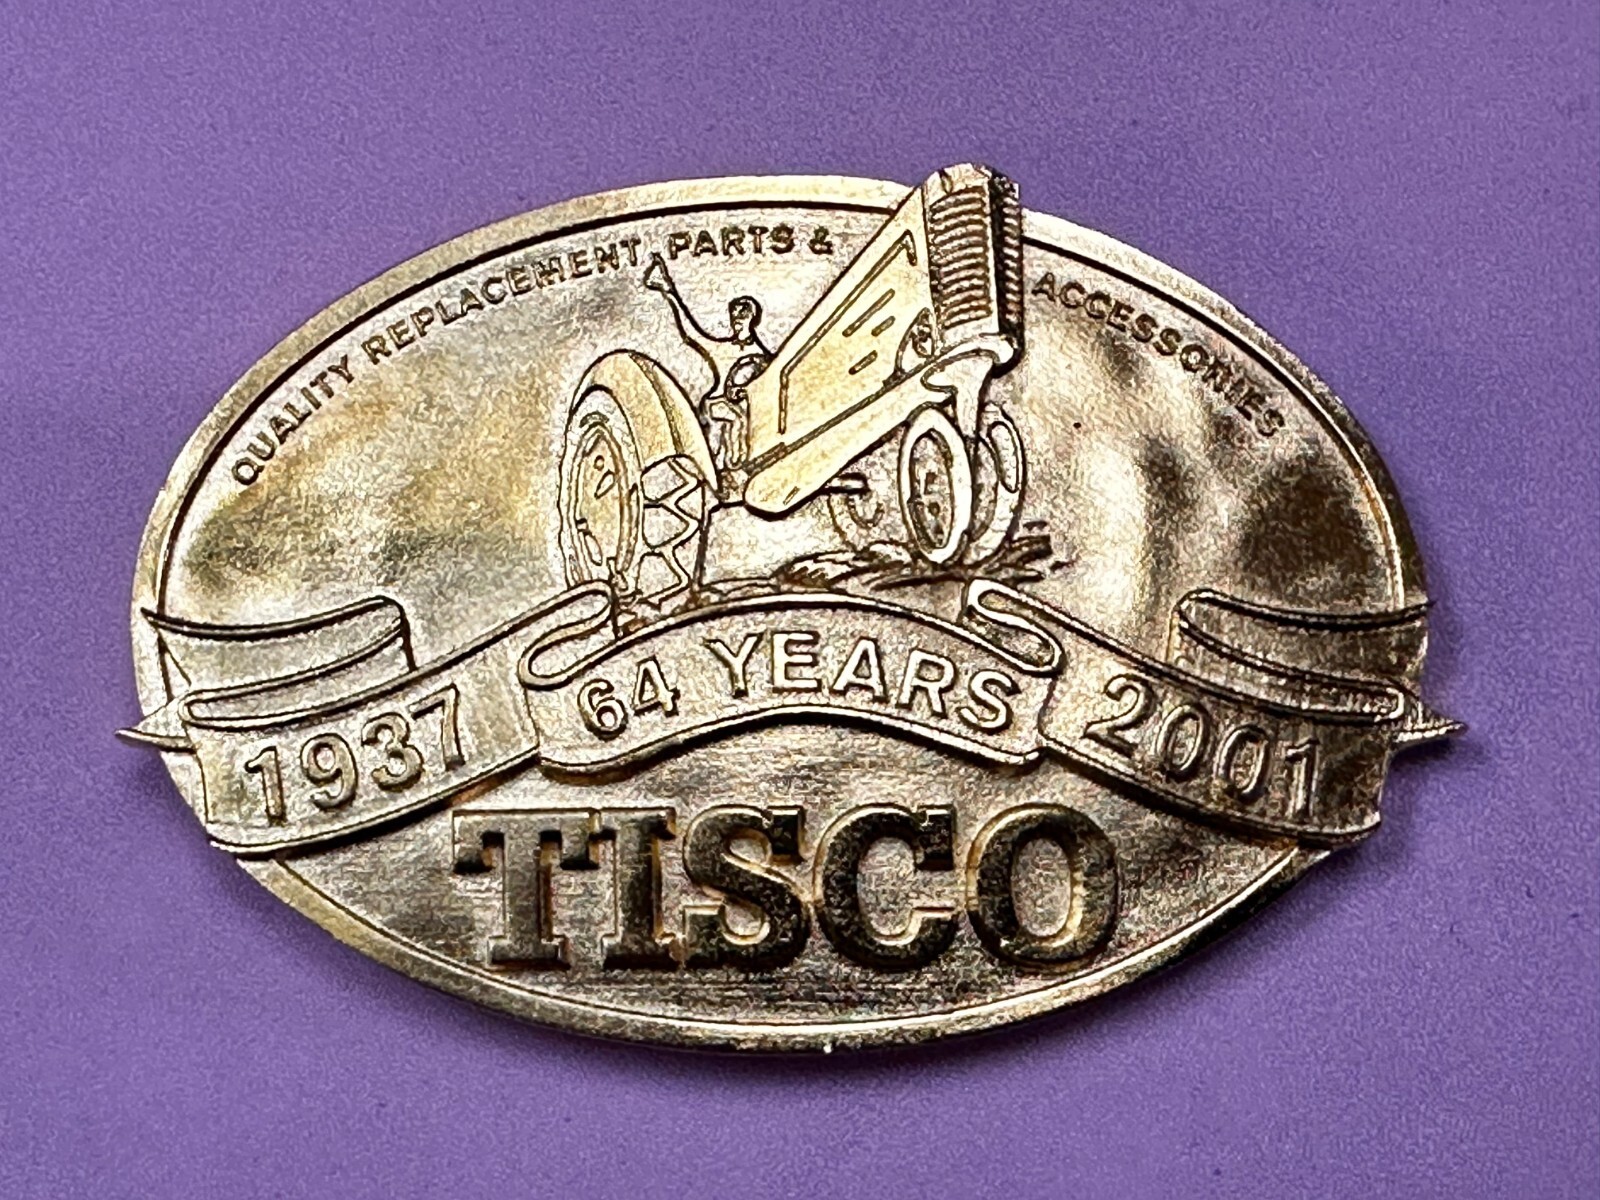 QUALITY REPLACEMENT PARTS & ACCESSORIES
1937 64 YEARS 2001
TISCO